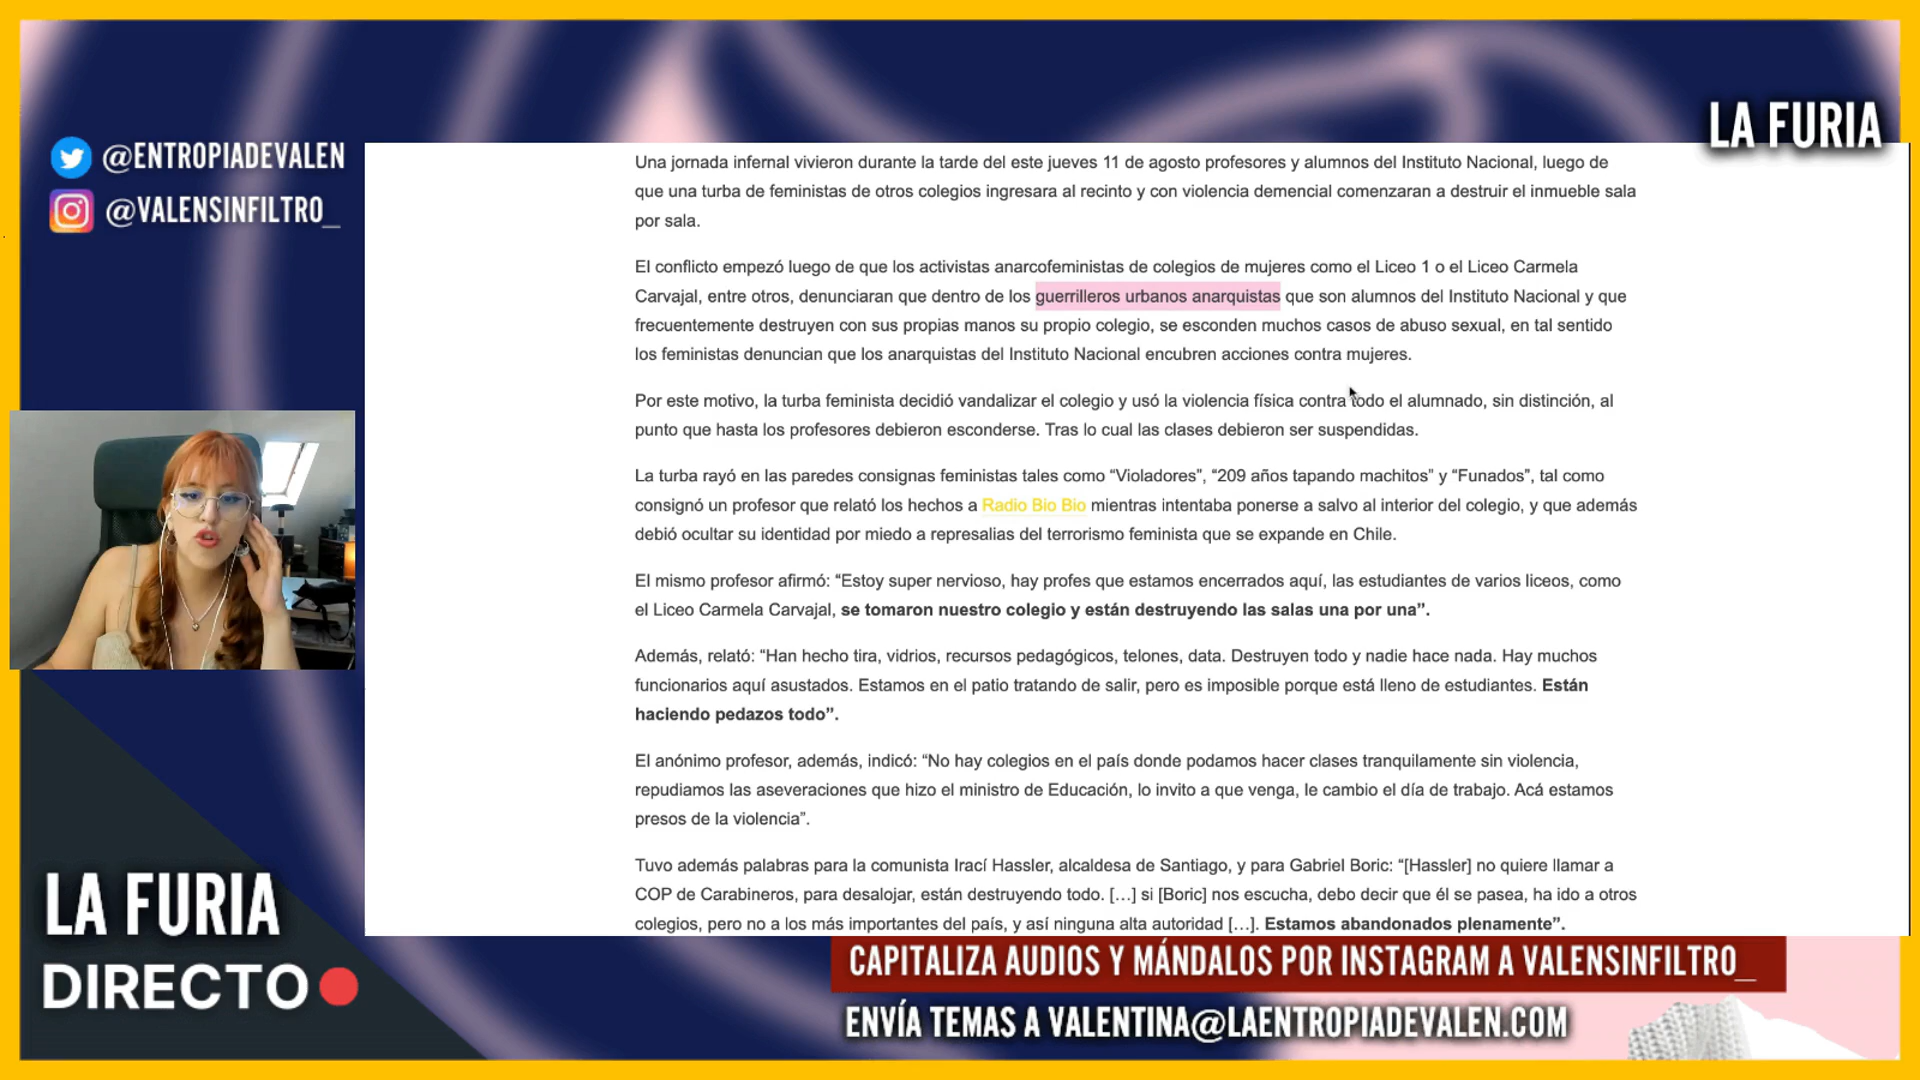 LA FURIA
@ENTROPIADEVALEN
@VALENSINFILTRO_
Una jornada infernal vivieron durante la tarde del este jueves 11 de agosto profesores y alumnos del Instituto Nacional, luego de
que una turba de feministas de otros colegios ingresara al recinto y con violencia demencial comenzaran a destruir el inmueble sala
por sala.
El conflicto empezó luego de que los activistas anarcofeministas de colegios de mujeres como el Liceo 1 o el Liceo Carmela
Carvajal, entre otros, denunciaran que dentro de los guerrilleros urbanos anarquistas que son alumnos del Instituto Nacional y que
frecuentemente destruyen con sus propias manos su propio colegio, se esconden muchos casos de abuso sexual, en tal sentido
los feministas denuncian que los anarquistas del Instituto Nacional encubren acciones contra mujeres.
Por este motivo, la turba feminista decidió vandalizar el colegio y usó la violencia física contra todo el alumnado, sin distinción, al
punto que hasta los profesores debieron esconderse. Tras lo cual las clases debieron ser suspendidas.
La turba rayó en las paredes consignas feministas tales como “Violadores”, “209 años tapando machitos” y “Funados”, tal como
consignó un profesor que relató los hechos a Radio Bio Bio mientras intentaba ponerse a salvo al interior del colegio, y que además
debió ocultar su identidad por miedo a represalias del terrorismo feminista que se expande en Chile.
El mismo profesor afirmó: “Estoy super nervioso, hay profes que estamos encerrados aquí, las estudiantes de varios liceos, como
el Liceo Carmela Carvajal, se tomaron nuestro colegio y están destruyendo las salas una por una”.
Además, relató: “Han hecho tira, vidrios, recursos pedagógicos, telones, data. Destruyen todo y nadie hace nada. Hay muchos
funcionarios aquí asustados. Estamos en el patio tratando de salir, pero es imposible porque está lleno de estudiantes. Están
haciendo pedazos todo”.
El anónimo profesor, además, indicó: “No hay colegios en el país donde podamos hacer clases tranquilamente sin violencia,
repudiamos las aseveraciones que hizo el ministro de Educación, lo invito a que venga, le cambio el día de trabajo. Acá estamos
presos de la violencia”.
Tuvo además palabras para la comunista Irací Hassler, alcaldesa de Santiago, y para Gabriel Boric: “[Hassler] no quiere llamar a
COP de Carabineros, para desalojar, están destruyendo todo. […] si [Boric] nos escucha, debo decir que él se pasea, ha ido a otros
colegios, pero no a los más importantes del país, y así ninguna alta autoridad […]. Estamos abandonados plenamente”.
LA FURIA
DIRECTO
CAPITALIZA AUDIOS Y MÁNDALOS POR INSTAGRAM A VALENSINFILTRO_
ENVÍA TEMAS A VALENTINA@LAENTROPIADEVALEN.COM